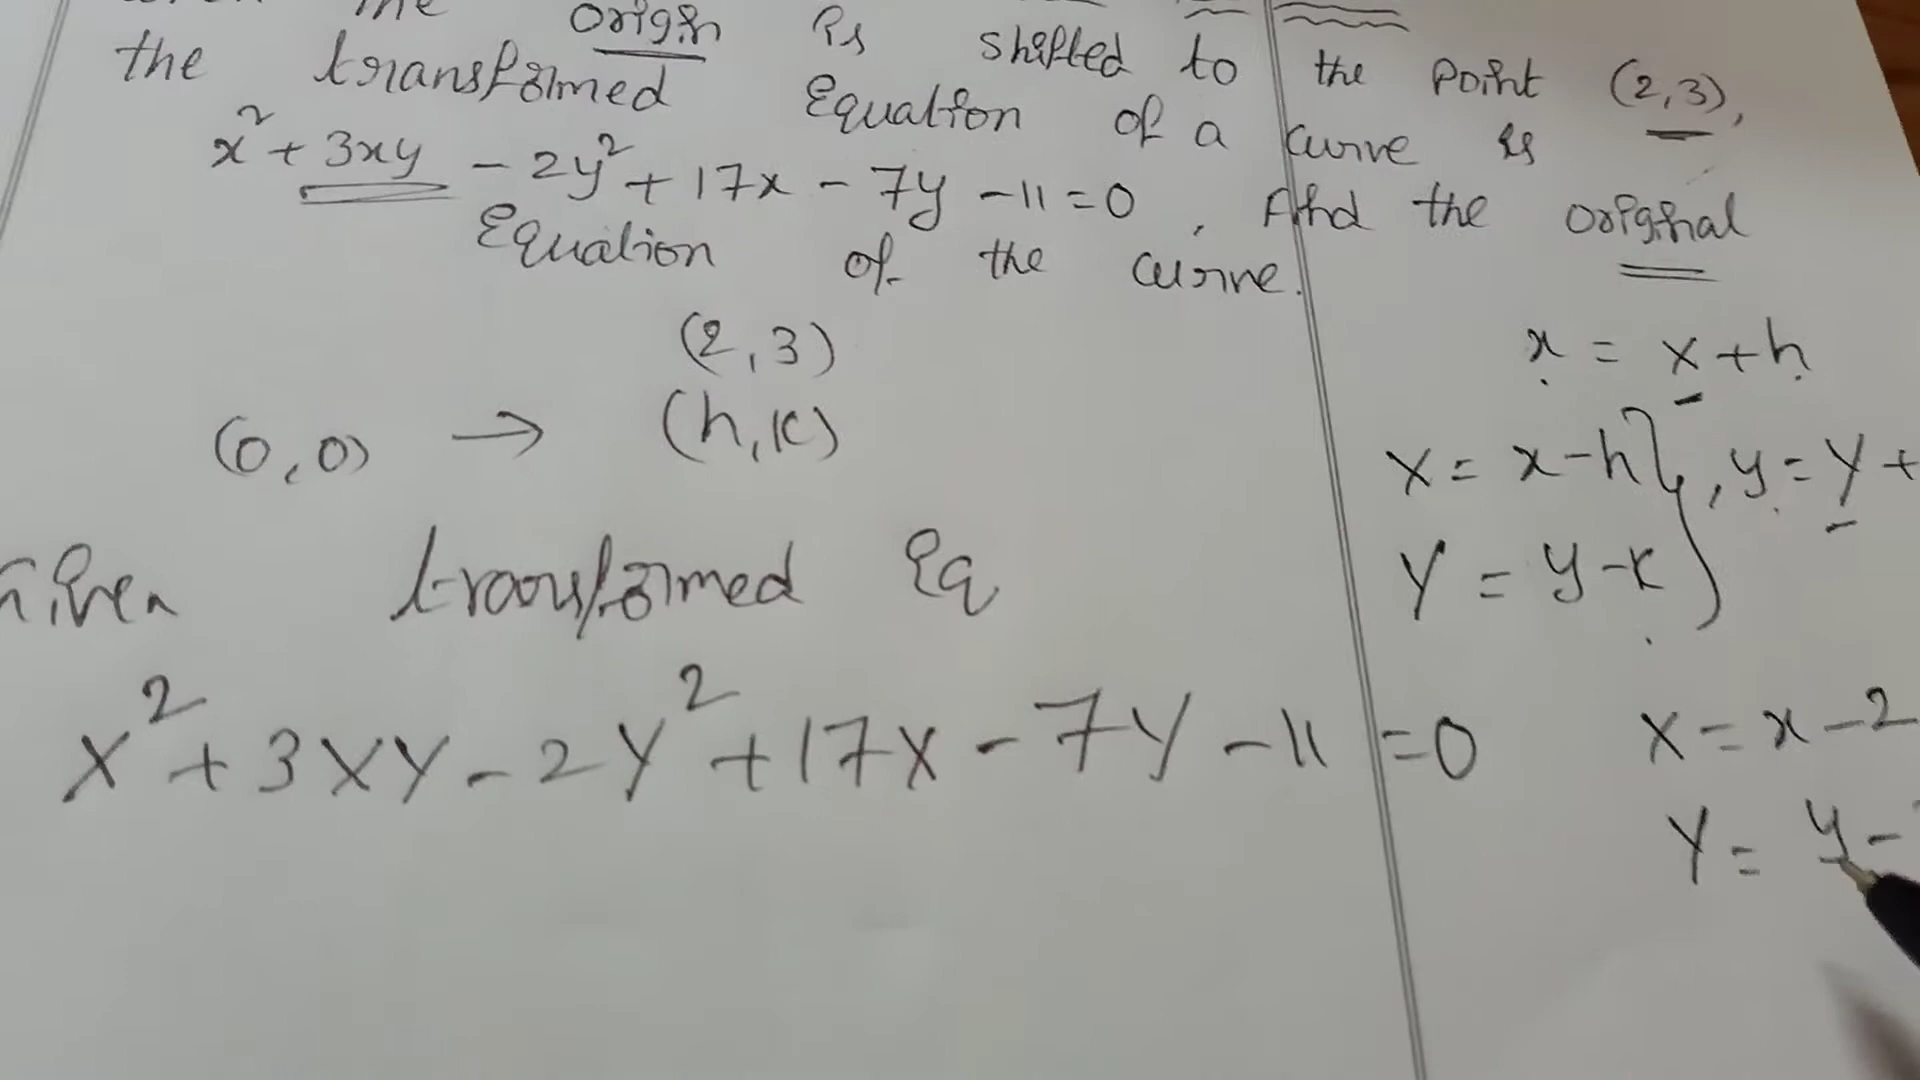 origin is shifted to the point (2,3),
the transformed Equation of a curve is
x² + 3xy - 2y² + 17x - 7y - 11 = 0, find the original
Equation of the curve.
(2,3)
(0,0) → (h,k)
x = X + h
X = x - h }, y = Y +
Y = y - k
Given transformed Eq
X² + 3XY - 2Y² + 17X - 7Y - 11 = 0
X = x - 2
Y = y -